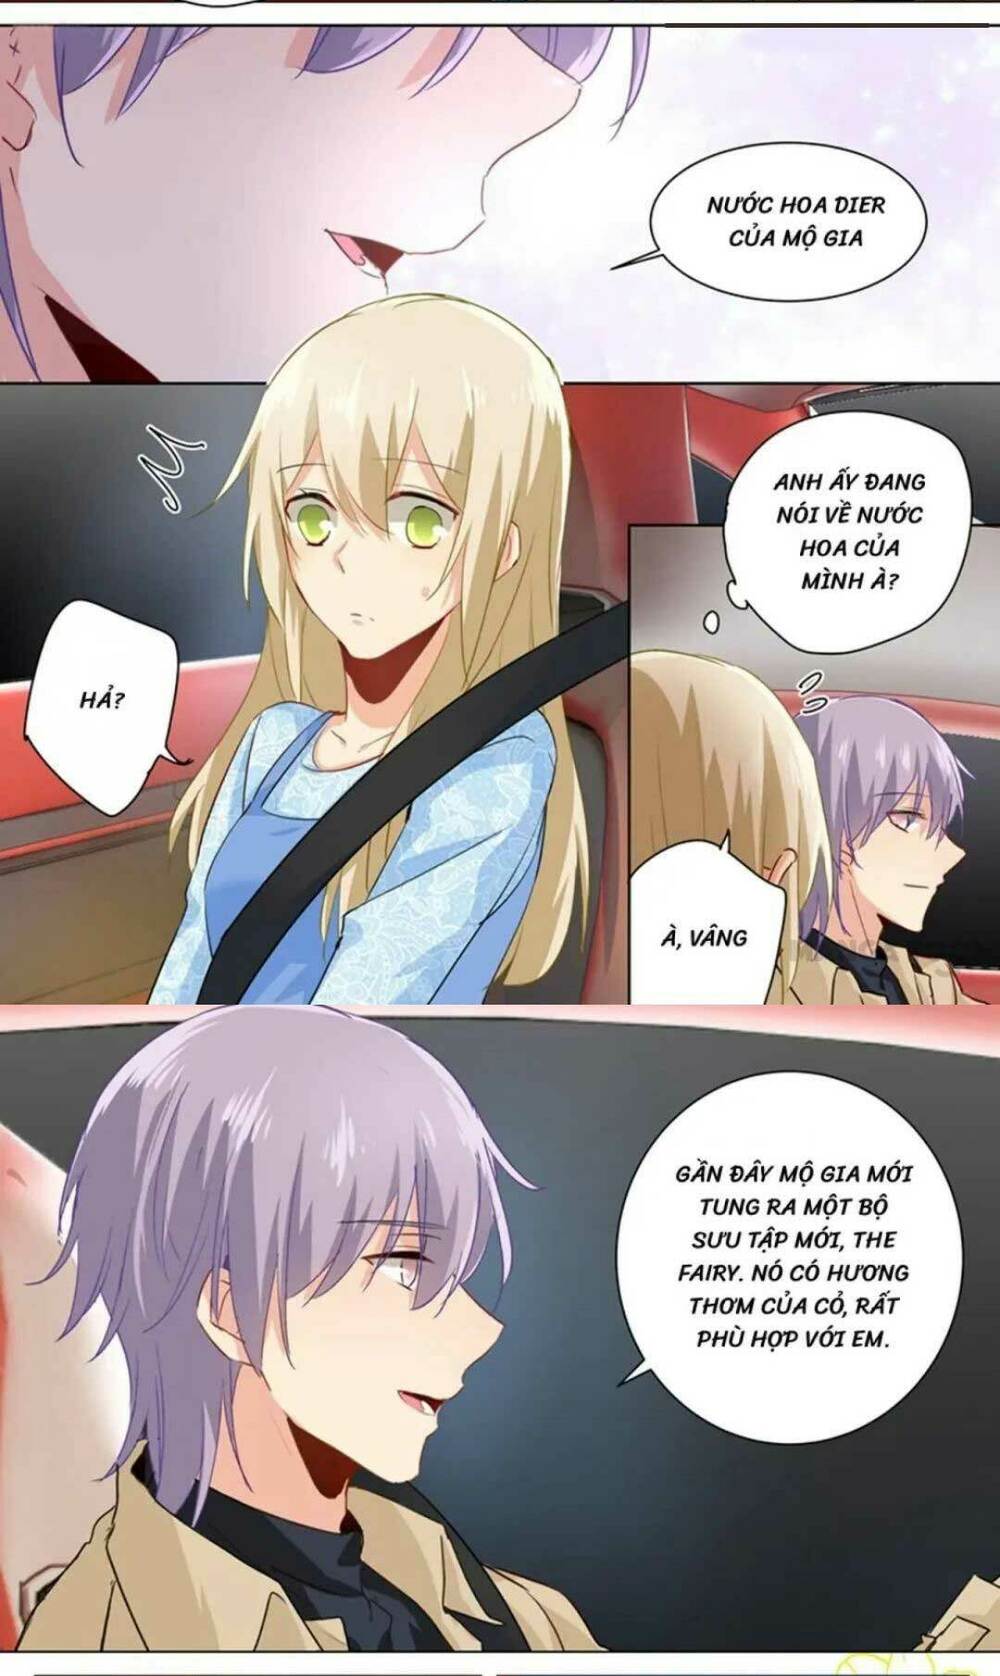 NƯỚC HOA DIER
CỦA MỘ GIA
ANH ẤY ĐANG
NÓI VỀ NƯỚC
HOA CỦA
MÌNH À?
HẢ?
À, VÂNG
GẦN ĐÂY MỘ GIA MỚI
TUNG RA MỘT BỘ
SƯU TẬP MỚI, THE
FAIRY. NÓ CÓ HƯƠNG
THƠM CỦA CỎ, RẤT
PHÙ HỢP VỚI EM.